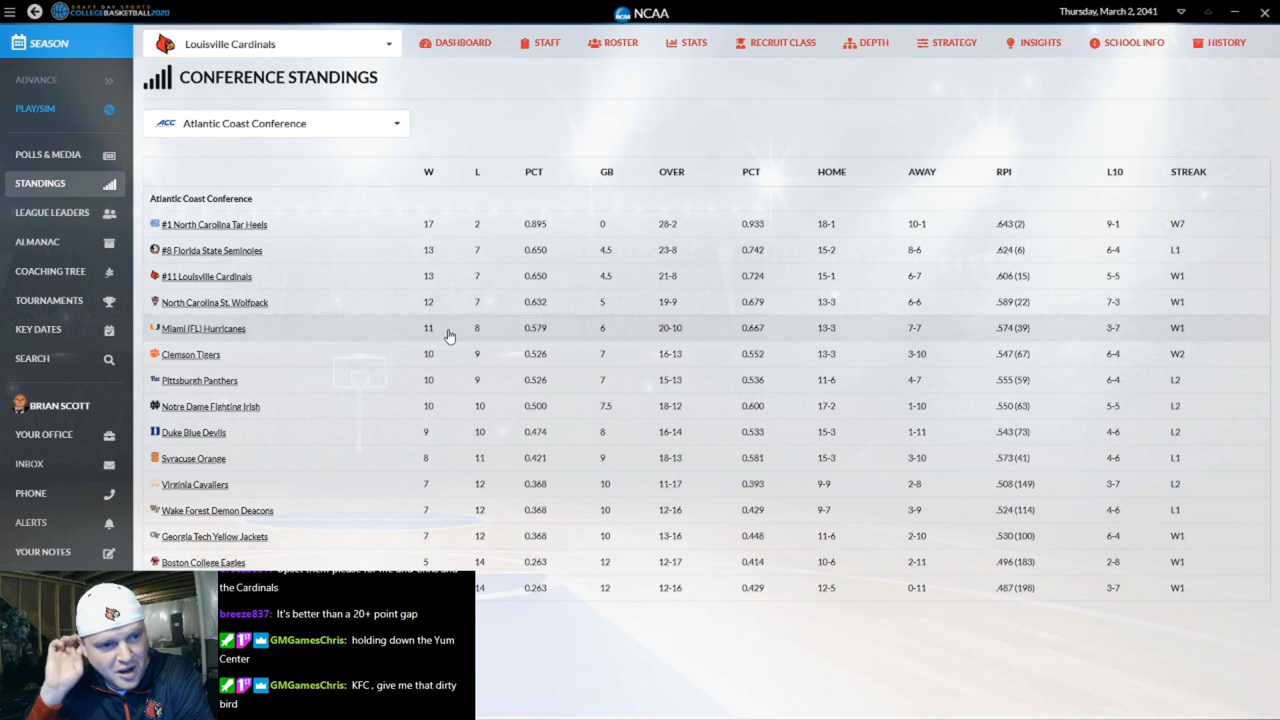 DRAFT DAY SPORTS
COLLEGE BASKETBALL 2020
NCAA
Thursday, March 2, 2041
SEASON
Louisville Cardinals
DASHBOARD STAFF ROSTER STATS RECRUIT CLASS DEPTH STRATEGY INSIGHTS SCHOOL INFO HISTORY
ADVANCE
PLAY/SIM
POLLS & MEDIA
STANDINGS
LEAGUE LEADERS
ALMANAC
COACHING TREE
TOURNAMENTS
KEY DATES
SEARCH
BRIAN SCOTT
YOUR OFFICE
INBOX
PHONE
ALERTS
YOUR NOTES
CONFERENCE STANDINGS
ACC Atlantic Coast Conference
W L PCT GB OVER PCT HOME AWAY RPI L10 STREAK
Atlantic Coast Conference
#1 North Carolina Tar Heels 17 2 0.895 0 28-2 0.933 18-1 10-1 .643 (2) 9-1 W7
#8 Florida State Seminoles 13 7 0.650 4.5 23-8 0.742 15-2 8-6 .624 (6) 6-4 L1
#11 Louisville Cardinals 13 7 0.650 4.5 21-8 0.724 15-1 6-7 .606 (15) 5-5 W1
North Carolina St. Wolfpack 12 7 0.632 5 19-9 0.679 13-3 6-6 .589 (22) 7-3 W1
Miami (FL) Hurricanes 11 8 0.579 6 20-10 0.667 13-3 7-7 .574 (39) 3-7 W1
Clemson Tigers 10 9 0.526 7 16-13 0.552 13-3 3-10 .547 (67) 6-4 W2
Pittsburgh Panthers 10 9 0.526 7 15-13 0.536 11-6 4-7 .555 (59) 6-4 L2
Notre Dame Fighting Irish 10 10 0.500 7.5 18-12 0.600 17-2 1-10 .550 (63) 5-5 L2
Duke Blue Devils 9 10 0.474 8 16-14 0.533 15-3 1-11 .543 (73) 4-6 L2
Syracuse Orange 8 11 0.421 9 18-13 0.581 15-3 3-10 .573 (41) 4-6 L1
Virginia Cavaliers 7 12 0.368 10 11-17 0.393 9-9 2-8 .508 (149) 3-7 L2
Wake Forest Demon Deacons 7 12 0.368 10 12-16 0.429 9-7 3-9 .524 (114) 4-6 L1
Georgia Tech Yellow Jackets 7 12 0.368 10 13-16 0.448 11-6 2-10 .530 (100) 6-4 W1
Boston College Eagles 5 14 0.263 12 12-17 0.414 10-6 2-11 .496 (183) 2-8 W1
14 0.263 12 12-16 0.429 12-5 0-11 .487 (198) 3-7 W1
the Cardinals
breeze837: It's better than a 20+ point gap
GMGamesChris: holding down the Yum
Center
GMGamesChris: KFC , give me that dirty
bird